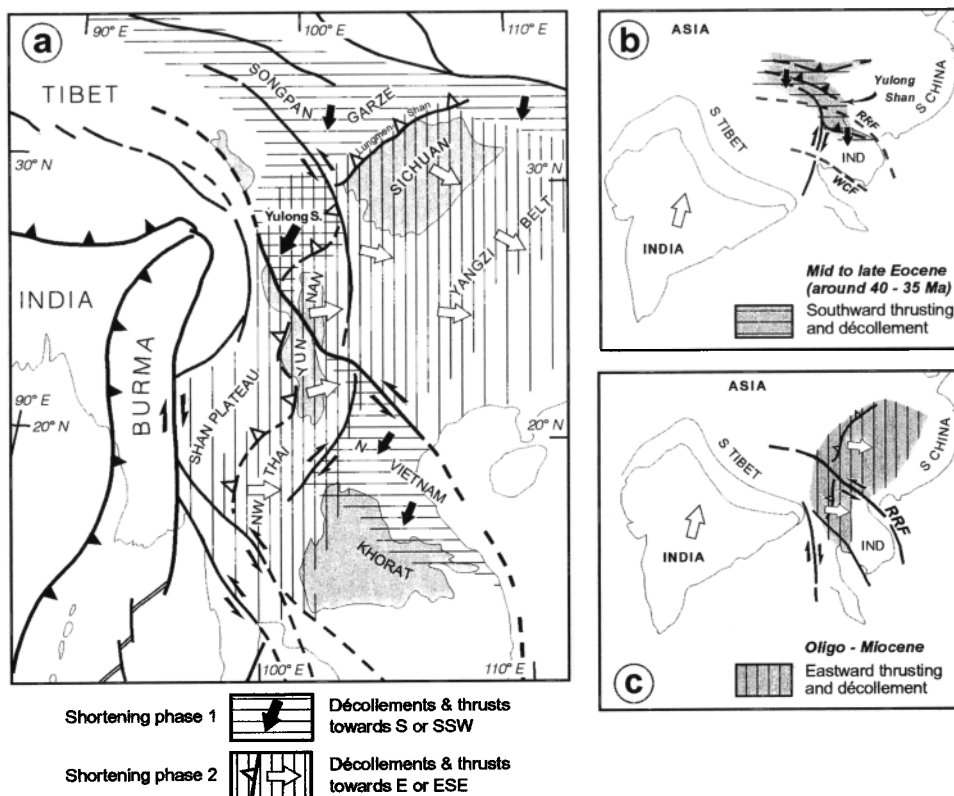 a
90° E
100° E
110° E
TIBET
SONGPAN
GARZE
Lungmen Shan
30° N
30° N
SICHUAN
Yulong S.
YANGZI
BELT
INDIA
YUN
NAN
BURMA
90° E
20° N
SHAN PLATEAU
20° N
NW THAI
N VIETNAM
KHORAT
100° E
110° E
Shortening phase 1
Décollements & thrusts
towards S or SSW
Shortening phase 2
Décollements & thrusts
towards E or ESE
b
ASIA
Yulong
Shan
S CHINA
S TIBET
RRF
IND
WCF
INDIA
Mid to late Eocene
(around 40 - 35 Ma)
Southward thrusting
and décollement
ASIA
S TIBET
S CHINA
RRF
IND
INDIA
Oligo - Miocene
c
Eastward thrusting
and décollement